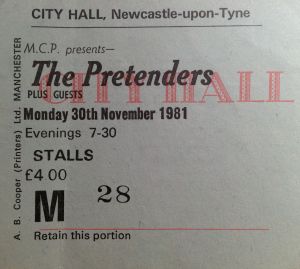 CITY HALL, Newcastle-upon-Tyne
M.C.P. presents—
The Pretenders
PLUS GUESTS
CITY HALL
Monday 30th November 1981
Evenings 7-30
STALLS
£4 00
M 28
Retain this portion
A. B. Cooper (Printers) Ltd. MANCHESTER